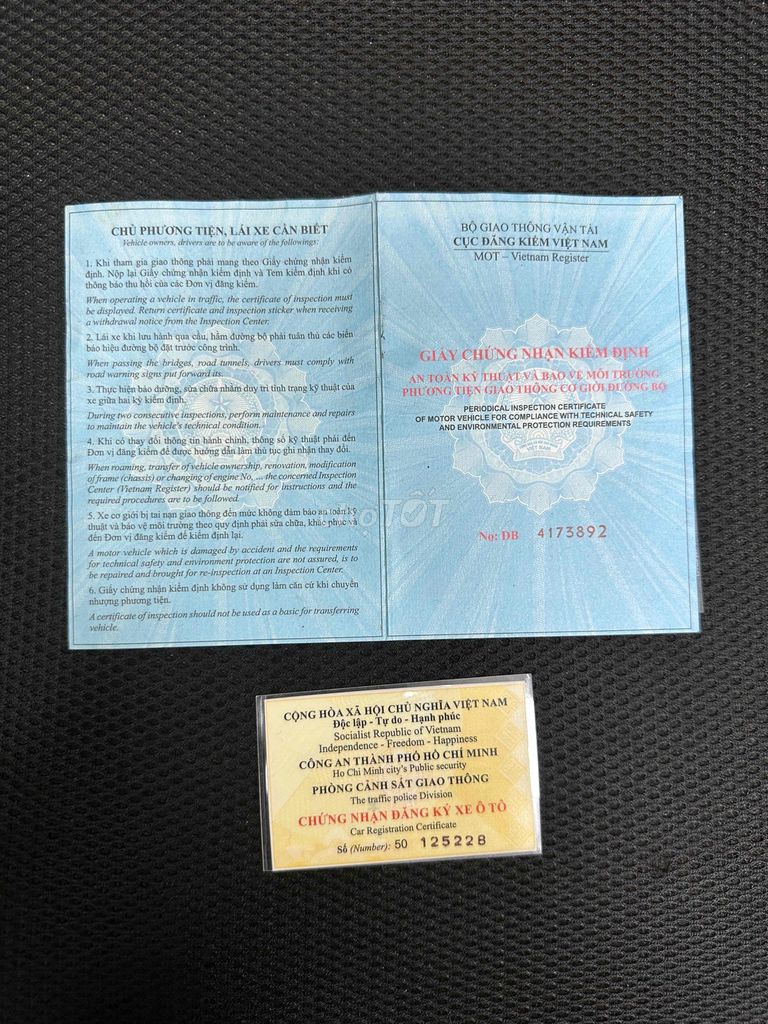 CHỦ PHƯƠNG TIỆN, LÁI XE CẦN BIẾT
Vehicle owners, drivers are to be aware of the followings:
1. Khi tham gia giao thông phải mang theo Giấy chứng nhận kiểm
định. Nộp lại Giấy chứng nhận kiểm định và Tem kiểm định khi có
thông báo thu hồi của các Đơn vị đăng kiểm.
When operating a vehicle in traffic, the certificate of inspection must
be displayed. Return certificate and inspection sticker when receiving
a withdrawal notice from the Inspection Center.
2. Lái xe khi lưu hành qua cầu, hầm đường bộ phải tuân thủ các biển
báo hiệu đường bộ đặt trước công trình.
When passing the bridges, road tunnels, drivers must comply with
road warning signs put forward its.
3. Thực hiện bảo dưỡng, sửa chữa nhằm duy trì tình trạng kỹ thuật của
xe giữa hai kỳ kiểm định.
During two consecutive inspections, perform maintenance and repairs
to maintain the vehicle's technical condition.
4. Khi có thay đổi thông tin hành chính, thông số kỹ thuật phải đến
Đơn vị đăng kiểm để được hướng dẫn làm thủ tục ghi nhận thay đổi.
When roaming, transfer of vehicle ownership, renovation, modification
of frame (chassis) or changing of engine No, ... the concerned Inspection
Center (Vietnam Register) should be notified for instructions and the
required procedures are to be followed.
5. Xe cơ giới bị tai nạn giao thông đến mức không đảm bảo an toàn kỹ
thuật và bảo vệ môi trường theo quy định phải sửa chữa, khắc phục và
đến Đơn vị đăng kiểm để kiểm định lại.
A motor vehicle which is damaged by accident and the requirements
for technical safety and environment protection are not assured, is to
be repaired and brought for re-inspection at an Inspection Center.
6. Giấy chứng nhận kiểm định không sử dụng làm căn cứ khi chuyển
nhượng phương tiện.
A certificate of inspection should not be used as a basic for transferring
vehicle.
BỘ GIAO THÔNG VẬN TẢI
CỤC ĐĂNG KIỂM VIỆT NAM
MOT – Vietnam Register
GIẤY CHỨNG NHẬN KIỂM ĐỊNH
AN TOÀN KỸ THUẬT VÀ BẢO VỆ MÔI TRƯỜNG
PHƯƠNG TIỆN GIAO THÔNG CƠ GIỚI ĐƯỜNG BỘ
PERIODICAL INSPECTION CERTIFICATE
OF MOTOR VEHICLE FOR COMPLIANCE WITH TECHNICAL SAFETY
AND ENVIRONMENTAL PROTECTION REQUIREMENTS
VIỆT NAM
TỐT
No: DB 4173892
CỘNG HÒA XÃ HỘI CHỦ NGHĨA VIỆT NAM
Độc lập - Tự do - Hạnh phúc
Socialist Republic of Vietnam
Independence - Freedom - Happiness
CÔNG AN THÀNH PHỐ HỒ CHÍ MINH
Ho Chi Minh city's Public security
PHÒNG CẢNH SÁT GIAO THÔNG
The traffic police Division
CHỨNG NHẬN ĐĂNG KÝ XE Ô TÔ
Car Registration Certificate
Số (Number): 50 125228